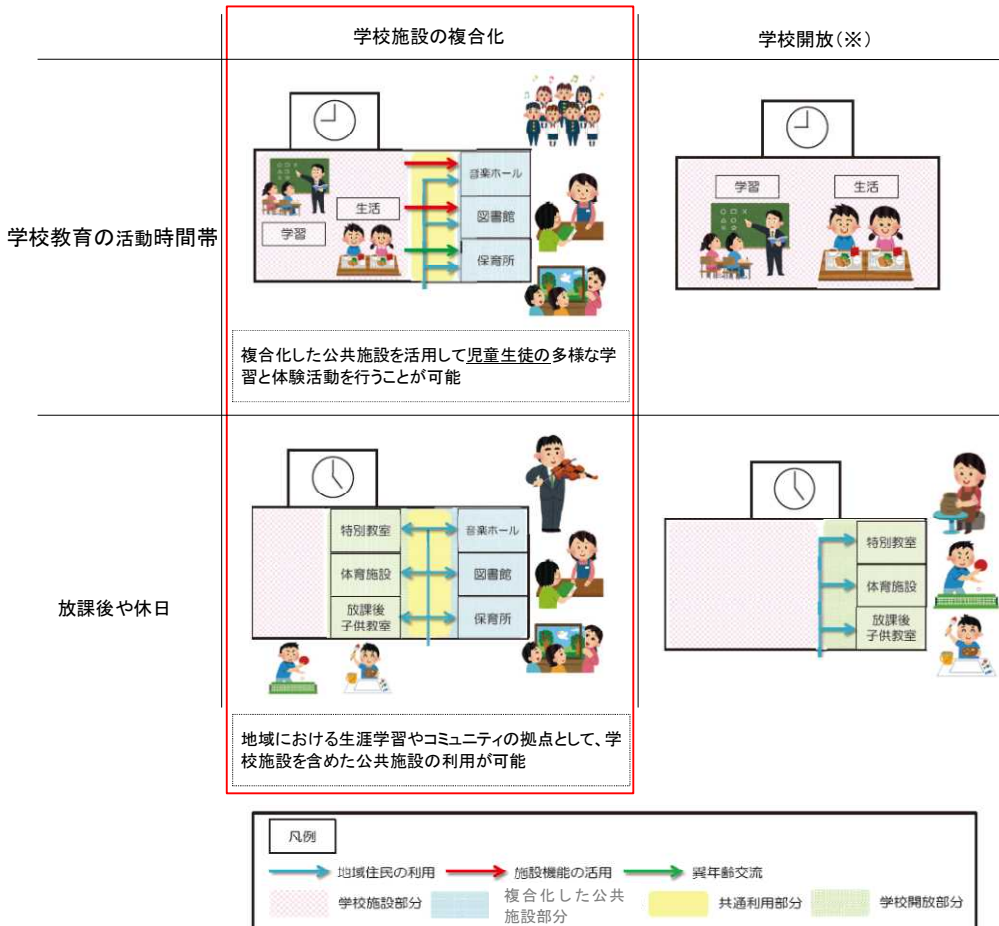 学校施設の複合化
学校開放(※)
学校教育の活動時間帯
学習
生活
音楽ホール
図書館
保育所
学習
生活
複合化した公共施設を活用して児童生徒の多様な学
習と体験活動を行うことが可能
放課後や休日
特別教室
体育施設
放課後
子供教室
音楽ホール
図書館
保育所
特別教室
体育施設
放課後
子供教室
地域における生涯学習やコミュニティの拠点として、学
校施設を含めた公共施設の利用が可能
凡例
地域住民の利用
施設機能の活用
異年齢交流
学校施設部分
複合化した公共
施設部分
共通利用部分
学校開放部分